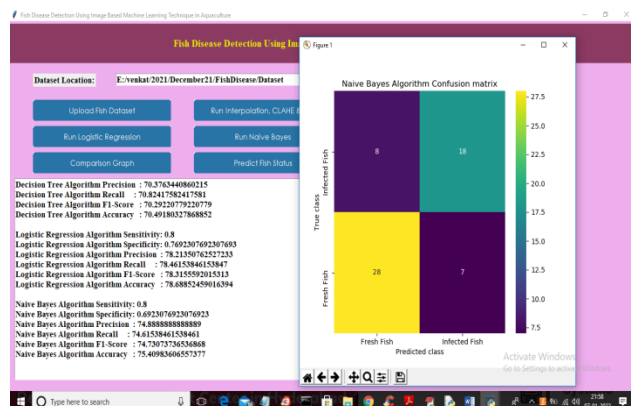 Fish Disease Detection Using Image Based Machine Learning Technique in Aquaculture
Fish Disease Detection Using Im
Dataset Location:
E:/venkat/2021/December21/FishDisease/Dataset
Upload Fish Dataset
Run Interpolation, CLAHE &
Run Logistic Regression
Run Naive Bayes
Comparison Graph
Predict Fish Status
Decision Tree Algorithm Precision : 70.3763440860215
Decision Tree Algorithm Recall : 70.82417582417581
Decision Tree Algorithm F1-Score : 70.29220779220779
Decision Tree Algorithm Accuracy : 70.49180327868852
Logistic Regression Algorithm Sensitivity: 0.8
Logistic Regression Algorithm Specificity: 0.7692307692307693
Logistic Regression Algorithm Precision : 78.21350762527233
Logistic Regression Algorithm Recall : 78.46153846153847
Logistic Regression Algorithm F1-Score : 78.3155592015313
Logistic Regression Algorithm Accuracy : 78.68852459016394
Naive Bayes Algorithm Sensitivity: 0.8
Naive Bayes Algorithm Specificity: 0.6923076923076923
Naive Bayes Algorithm Precision : 74.8888888888889
Naive Bayes Algorithm Recall : 74.61538461538461
Naive Bayes Algorithm F1-Score : 74.73073736536868
Naive Bayes Algorithm Accuracy : 75.40983606557377
Figure 1
Naive Bayes Algorithm Confusion matrix
Infected Fish
Fresh Fish
True class
8
18
28
7
Fresh Fish
Infected Fish
Predicted class
27.5
25.0
22.5
20.0
17.5
15.0
12.5
10.0
7.5
Activate Windows
Go to Settings to activate Windows.
Type here to search
21:58